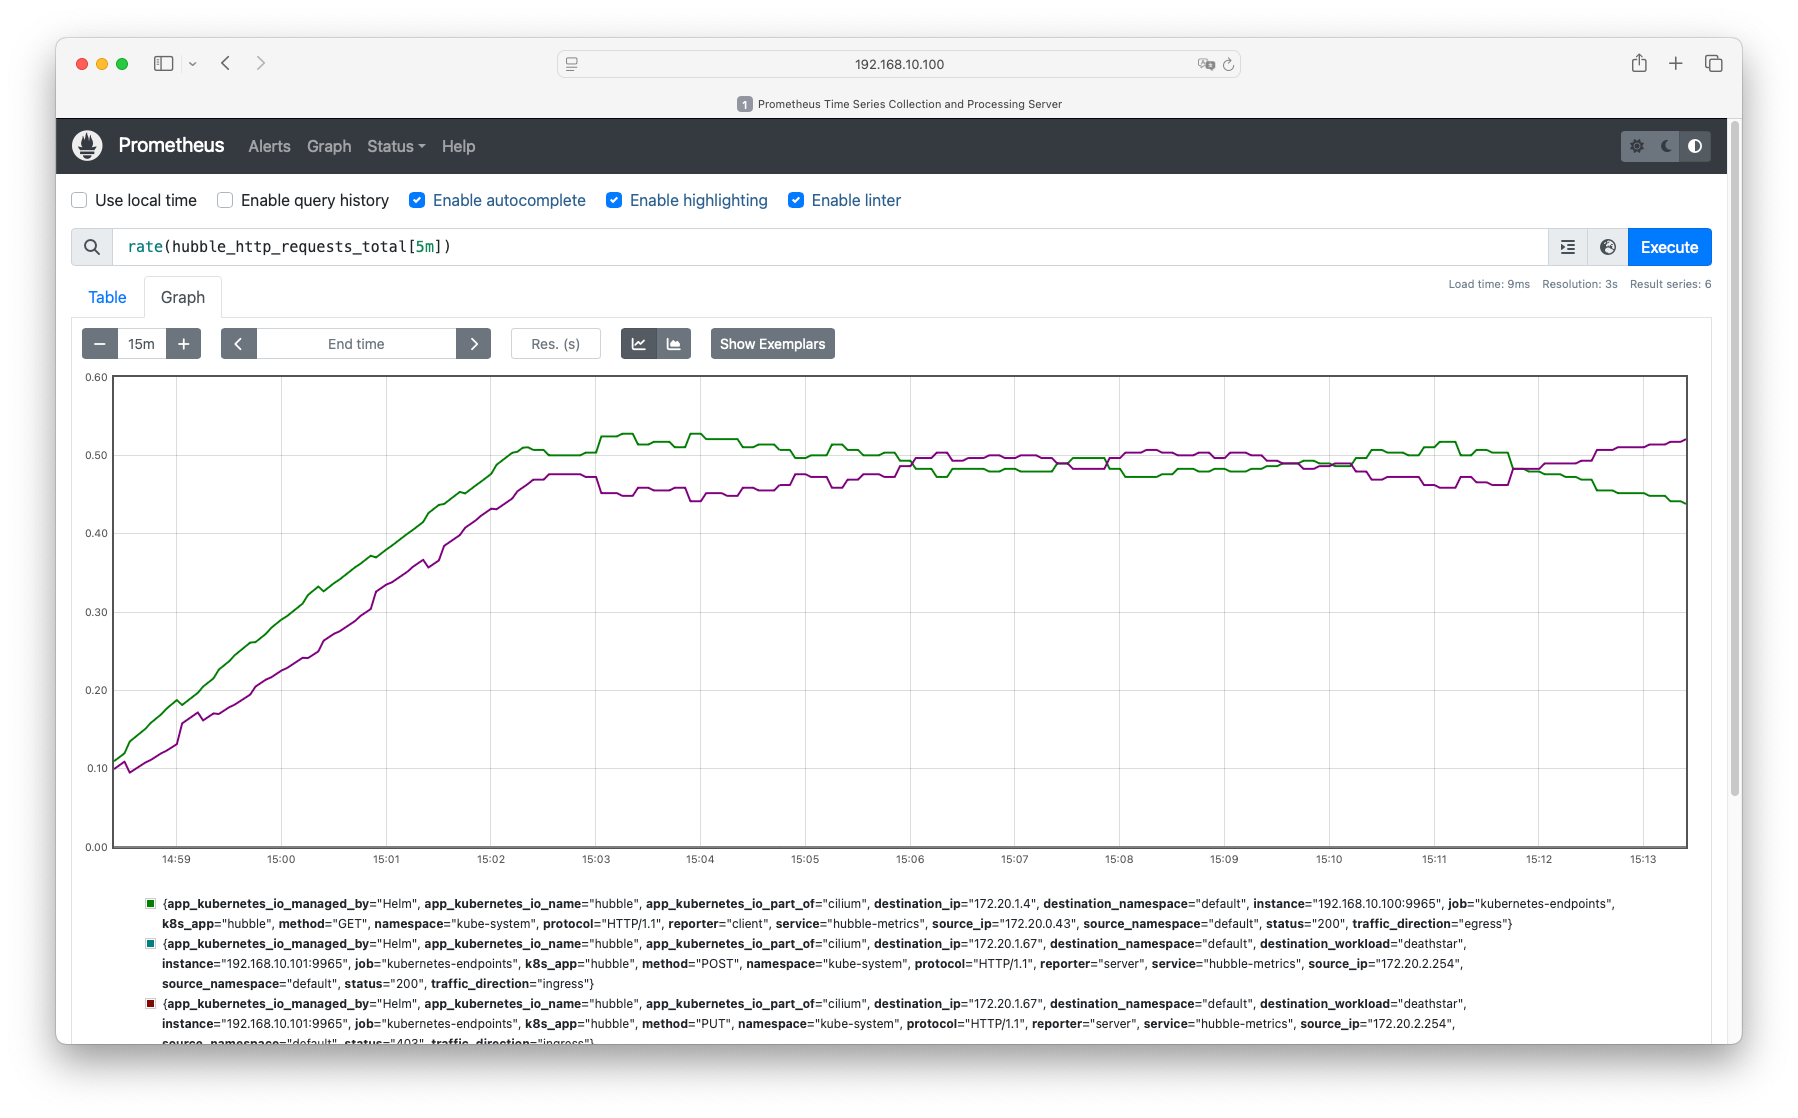 192.168.10.100
1 Prometheus Time Series Collection and Processing Server
Prometheus Alerts Graph Status Help
Use local time Enable query history Enable autocomplete Enable highlighting Enable linter
rate(hubble_http_requests_total[5m]) Execute
Load time: 9ms Resolution: 3s Result series: 6
Table Graph
− 15m + End time Res. (s) Show Exemplars
0.60
0.50
0.40
0.30
0.20
0.10
0.00
14:59 15:00 15:01 15:02 15:03 15:04 15:05 15:06 15:07 15:08 15:09 15:10 15:11 15:12 15:13
{app_kubernetes_io_managed_by="Helm", app_kubernetes_io_name="hubble", app_kubernetes_io_part_of="cilium", destination_ip="172.20.1.4", destination_namespace="default", instance="192.168.10.100:9965", job="kubernetes-endpoints",
k8s_app="hubble", method="GET", namespace="kube-system", protocol="HTTP/1.1", reporter="client", service="hubble-metrics", source_ip="172.20.0.43", source_namespace="default", status="200", traffic_direction="egress"}
{app_kubernetes_io_managed_by="Helm", app_kubernetes_io_name="hubble", app_kubernetes_io_part_of="cilium", destination_ip="172.20.1.67", destination_namespace="default", destination_workload="deathstar",
instance="192.168.10.101:9965", job="kubernetes-endpoints", k8s_app="hubble", method="POST", namespace="kube-system", protocol="HTTP/1.1", reporter="server", service="hubble-metrics", source_ip="172.20.2.254",
source_namespace="default", status="200", traffic_direction="ingress"}
{app_kubernetes_io_managed_by="Helm", app_kubernetes_io_name="hubble", app_kubernetes_io_part_of="cilium", destination_ip="172.20.1.67", destination_namespace="default", destination_workload="deathstar",
instance="192.168.10.101:9965", job="kubernetes-endpoints", k8s_app="hubble", method="PUT", namespace="kube-system", protocol="HTTP/1.1", reporter="server", service="hubble-metrics", source_ip="172.20.2.254",
source_namespace="default", status="403", traffic_direction="ingress"}